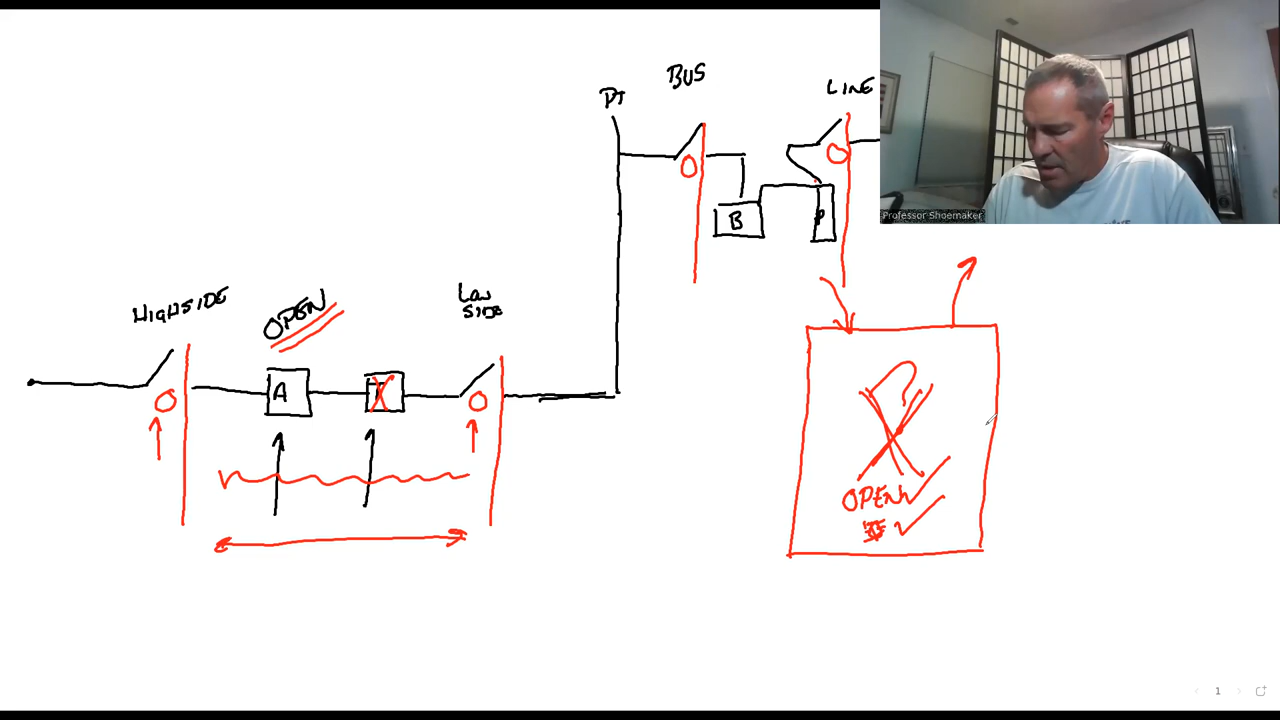 BUS
PT
LINE
Professor Shoemaker
B
HIGHSIDE
OPEN
LOW
SIDE
O
O
O
O
A
OPEN
1